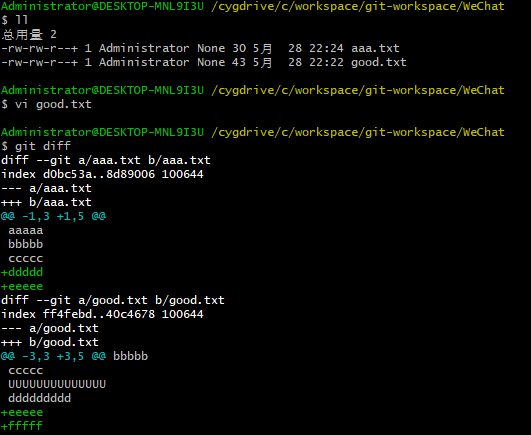 Administrator@DESKTOP-MNL9I3U /cygdrive/c/workspace/git-workspace/WeChat
$ ll
总用量 2
-rw-rw-r--+ 1 Administrator None 30 5月  28 22:24 aaa.txt
-rw-rw-r--+ 1 Administrator None 43 5月  28 22:22 good.txt
Administrator@DESKTOP-MNL9I3U /cygdrive/c/workspace/git-workspace/WeChat
$ vi good.txt
Administrator@DESKTOP-MNL9I3U /cygdrive/c/workspace/git-workspace/WeChat
$ git diff
diff --git a/aaa.txt b/aaa.txt
index d0bc53a..8d89006 100644
--- a/aaa.txt
+++ b/aaa.txt
@@ -1,3 +1,5 @@
 aaaaa
 bbbbb
 ccccc
+ddddd
+eeeee
diff --git a/good.txt b/good.txt
index ff4febd..40c4678 100644
--- a/good.txt
+++ b/good.txt
@@ -3,3 +3,5 @@ bbbbb
 ccccc
 UUUUUUUUUUUUUU
 ddddddddd
+eeeee
+fffff